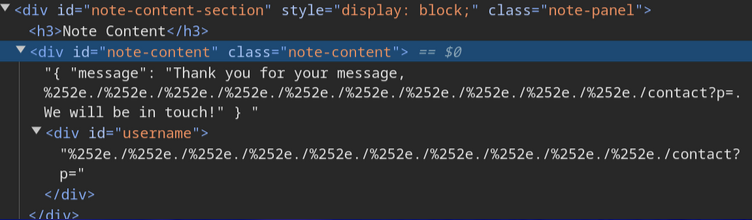 <div id="note-content-section" style="display: block;" class="note-panel">
<h3>Note Content</h3>
<div id="note-content" class="note-content"> == $0
"{ "message": "Thank you for your message,
%252e./%252e./%252e./%252e./%252e./%252e./%252e./%252e./%252e./%252e./contact?p=.
We will be in touch!" } "
<div id="username">
"%252e./%252e./%252e./%252e./%252e./%252e./%252e./%252e./%252e./%252e./contact?
p="
</div>
</div>